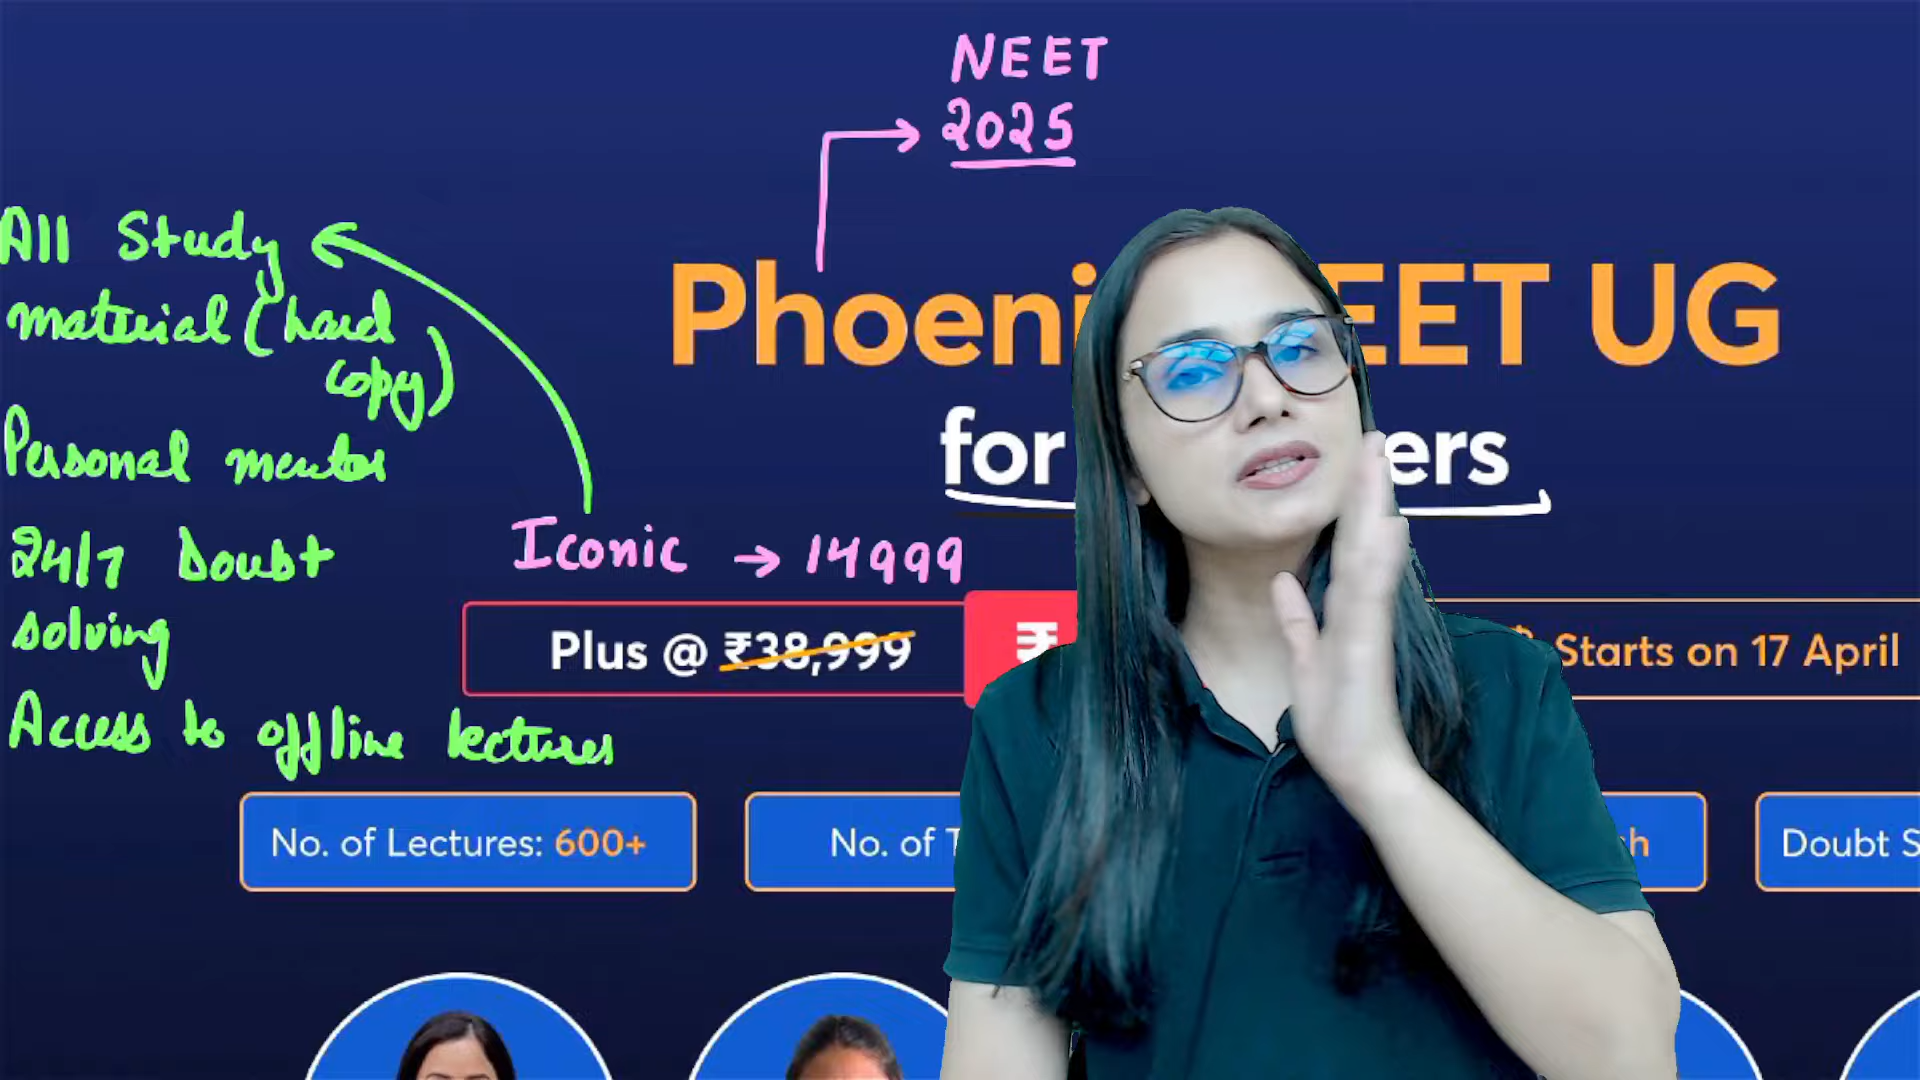 NEET
2025
All Study
material (hard
copy)
Phoeni EET UG
for ers
Personal mentor
Iconic → 14999
24/7 Doubt
solving
Plus @ ₹38,999 ₹
Starts on 17 April
Access to offline lectures
No. of Lectures: 600+
No. of T
h
Doubt S